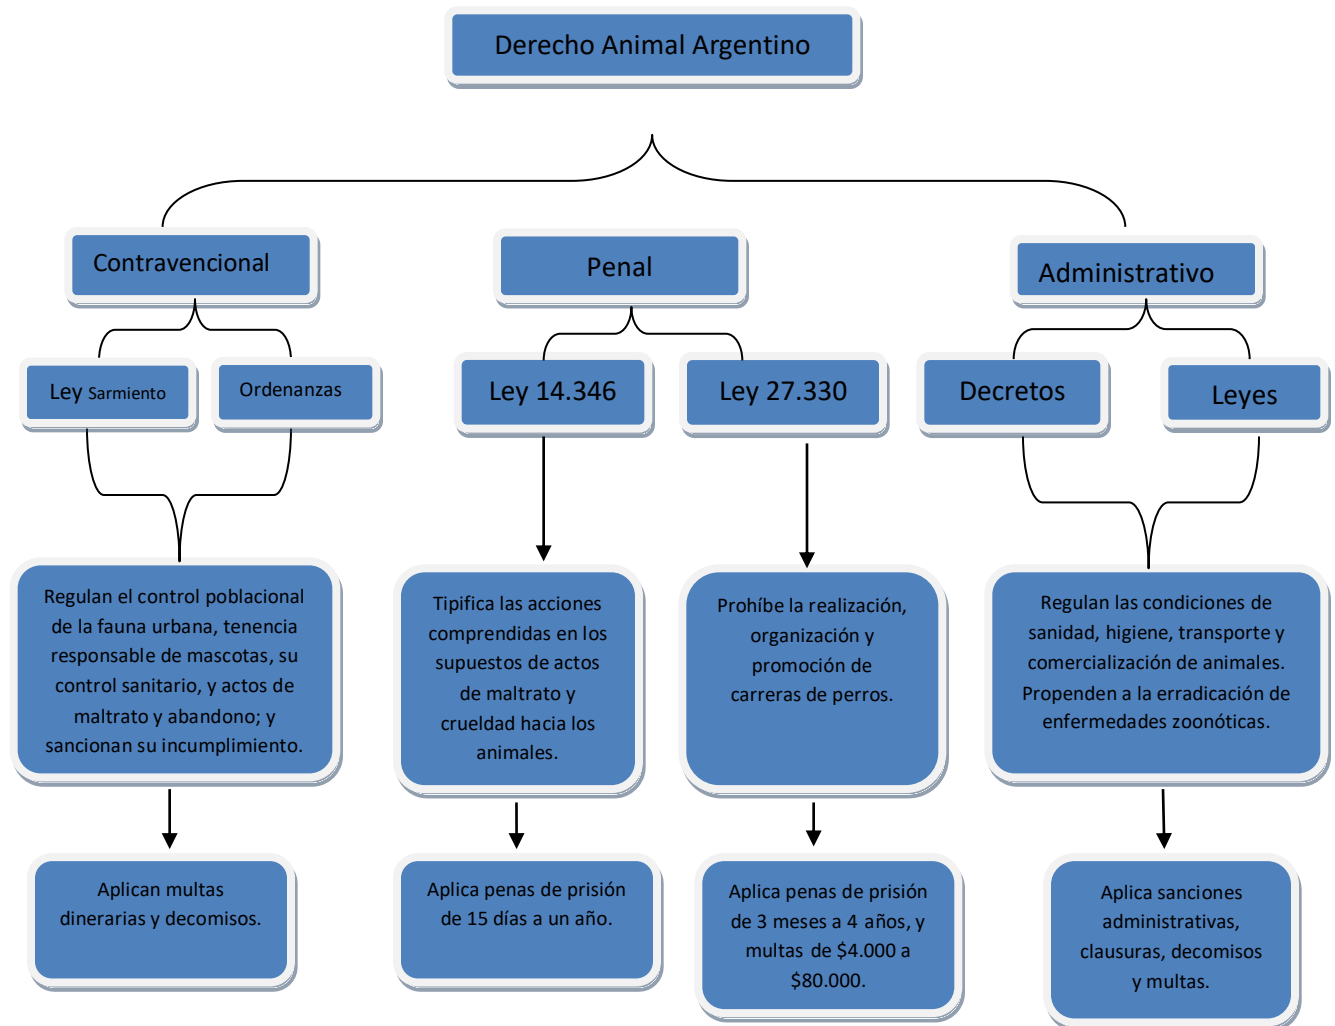 Derecho Animal Argentino
Contravencional
Penal
Administrativo
Ley Sarmiento
Ordenanzas
Ley 14.346
Ley 27.330
Decretos
Leyes
Regulan el control poblacional
de la fauna urbana, tenencia
responsable de mascotas, su
control sanitario, y actos de
maltrato y abandono; y
sancionan su incumplimiento.
Tipifica las acciones
comprendidas en los
supuestos de actos
de maltrato y
crueldad hacia los
animales.
Prohíbe la realización,
organización y
promoción de
carreras de perros.
Regulan las condiciones de
sanidad, higiene, transporte y
comercialización de animales.
Propenden a la erradicación de
enfermedades zoonóticas.
Aplican multas
dinerarias y decomisos.
Aplica penas de prisión
de 15 días a un año.
Aplica penas de prisión
de 3 meses a 4 años, y
multas de $4.000 a
$80.000.
Aplica sanciones
administrativas,
clausuras, decomisos
y multas.